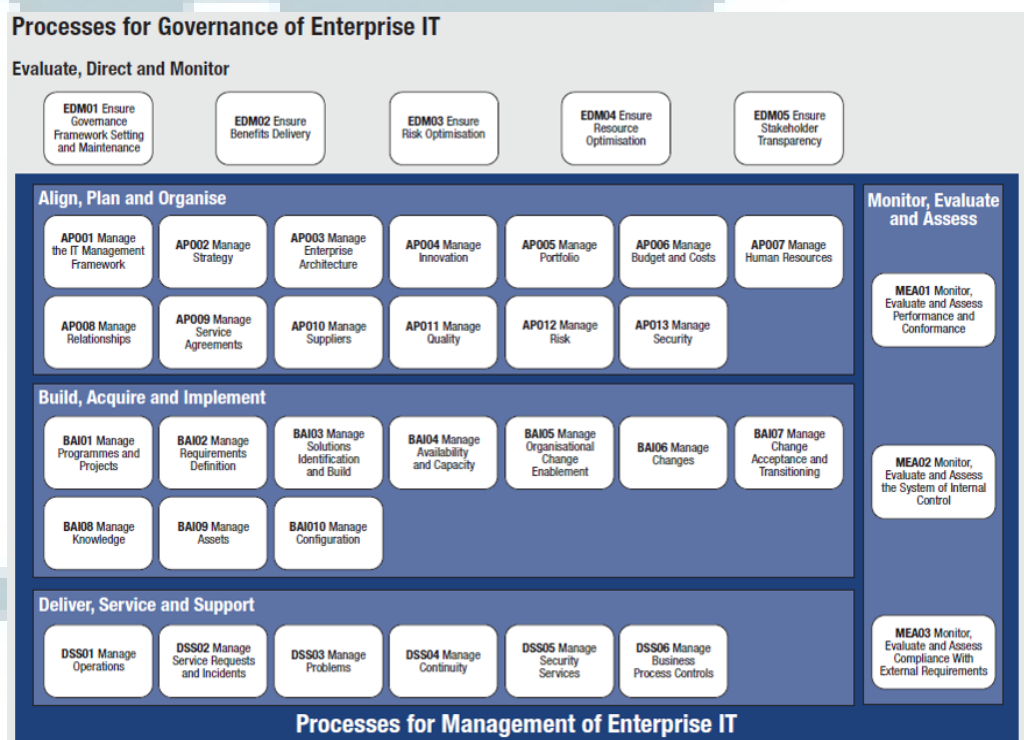 Processes for Governance of Enterprise IT
Evaluate, Direct and Monitor
EDM01 Ensure
Governance
Framework Setting
and Maintenance
EDM02 Ensure
Benefits Delivery
EDM03 Ensure
Risk Optimisation
EDM04 Ensure
Resource
Optimisation
EDM05 Ensure
Stakeholder
Transparency
Align, Plan and Organise
AP001 Manage
the IT Management
Framework
AP002 Manage
Strategy
AP003 Manage
Enterprise
Architecture
AP004 Manage
Innovation
AP005 Manage
Portfolio
AP006 Manage
Budget and Costs
AP007 Manage
Human Resources
AP008 Manage
Relationships
AP009 Manage
Service
Agreements
AP010 Manage
Suppliers
AP011 Manage
Quality
AP012 Manage
Risk
AP013 Manage
Security
Build, Acquire and Implement
BAI01 Manage
Programmes and
Projects
BAI02 Manage
Requirements
Definition
BAI03 Manage
Solutions
Identification
and Build
BAI04 Manage
Availability
and Capacity
BAI05 Manage
Organisational
Change
Enablement
BAI06 Manage
Changes
BAI07 Manage
Change
Acceptance and
Transitioning
BAI08 Manage
Knowledge
BAI09 Manage
Assets
BAI010 Manage
Configuration
Deliver, Service and Support
DSS01 Manage
Operations
DSS02 Manage
Service Requests
and Incidents
DSS03 Manage
Problems
DSS04 Manage
Continuity
DSS05 Manage
Security
Services
DSS06 Manage
Business
Process Controls
Monitor, Evaluate
and Assess
MEA01 Monitor,
Evaluate and Assess
Performance and
Conformance
MEA02 Monitor,
Evaluate and Assess
the System of Internal
Control
MEA03 Monitor,
Evaluate and Assess
Compliance With
External Requirements
Processes for Management of Enterprise IT